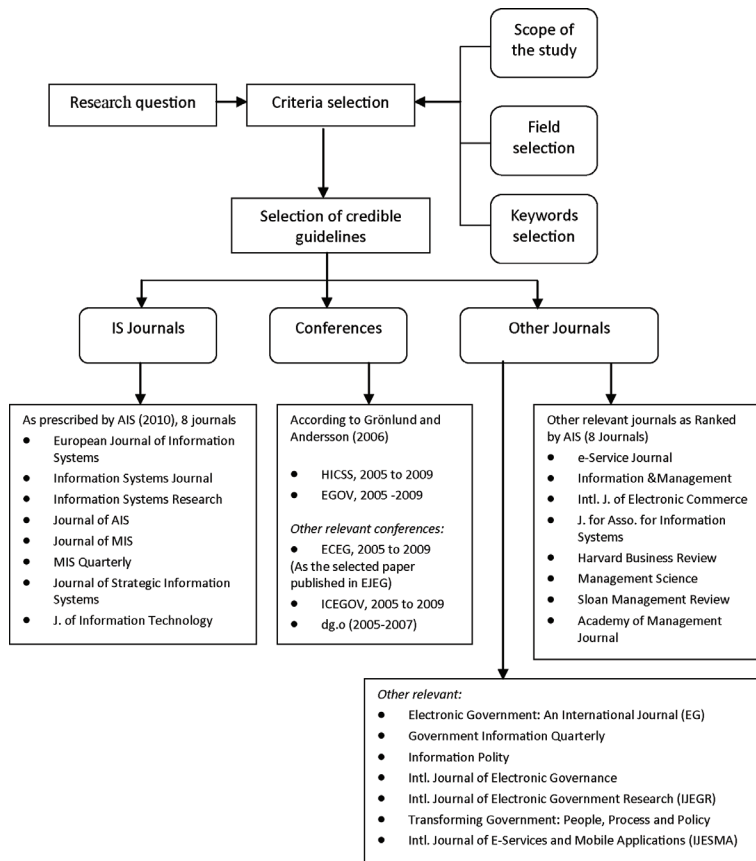 Scope of
the study
Research question
Criteria selection
Field
selection
Keywords
selection
Selection of credible
guidelines
IS Journals
Conferences
Other Journals
As prescribed by AIS (2010), 8 journals
● European Journal of Information
Systems
● Information Systems Journal
● Information Systems Research
● Journal of AIS
● Journal of MIS
● MIS Quarterly
● Journal of Strategic Information
Systems
● J. of Information Technology
According to Grönlund and
Andersson (2006)
● HICSS, 2005 to 2009
● EGOV, 2005 -2009
Other relevant conferences:
● ECEG, 2005 to 2009
(As the selected paper
published in EJEG)
● ICEGOV, 2005 to 2009
● dg.o (2005-2007)
Other relevant journals as Ranked
by AIS (8 Journals)
● e-Service Journal
● Information &Management
● Intl. J. of Electronic Commerce
● J. for Asso. for Information
Systems
● Harvard Business Review
● Management Science
● Sloan Management Review
● Academy of Management
Journal
Other relevant:
● Electronic Government: An International Journal (EG)
● Government Information Quarterly
● Information Polity
● Intl. Journal of Electronic Governance
● Intl. Journal of Electronic Government Research (IJEGR)
● Transforming Government: People, Process and Policy
● Intl. Journal of E-Services and Mobile Applications (IJESMA)